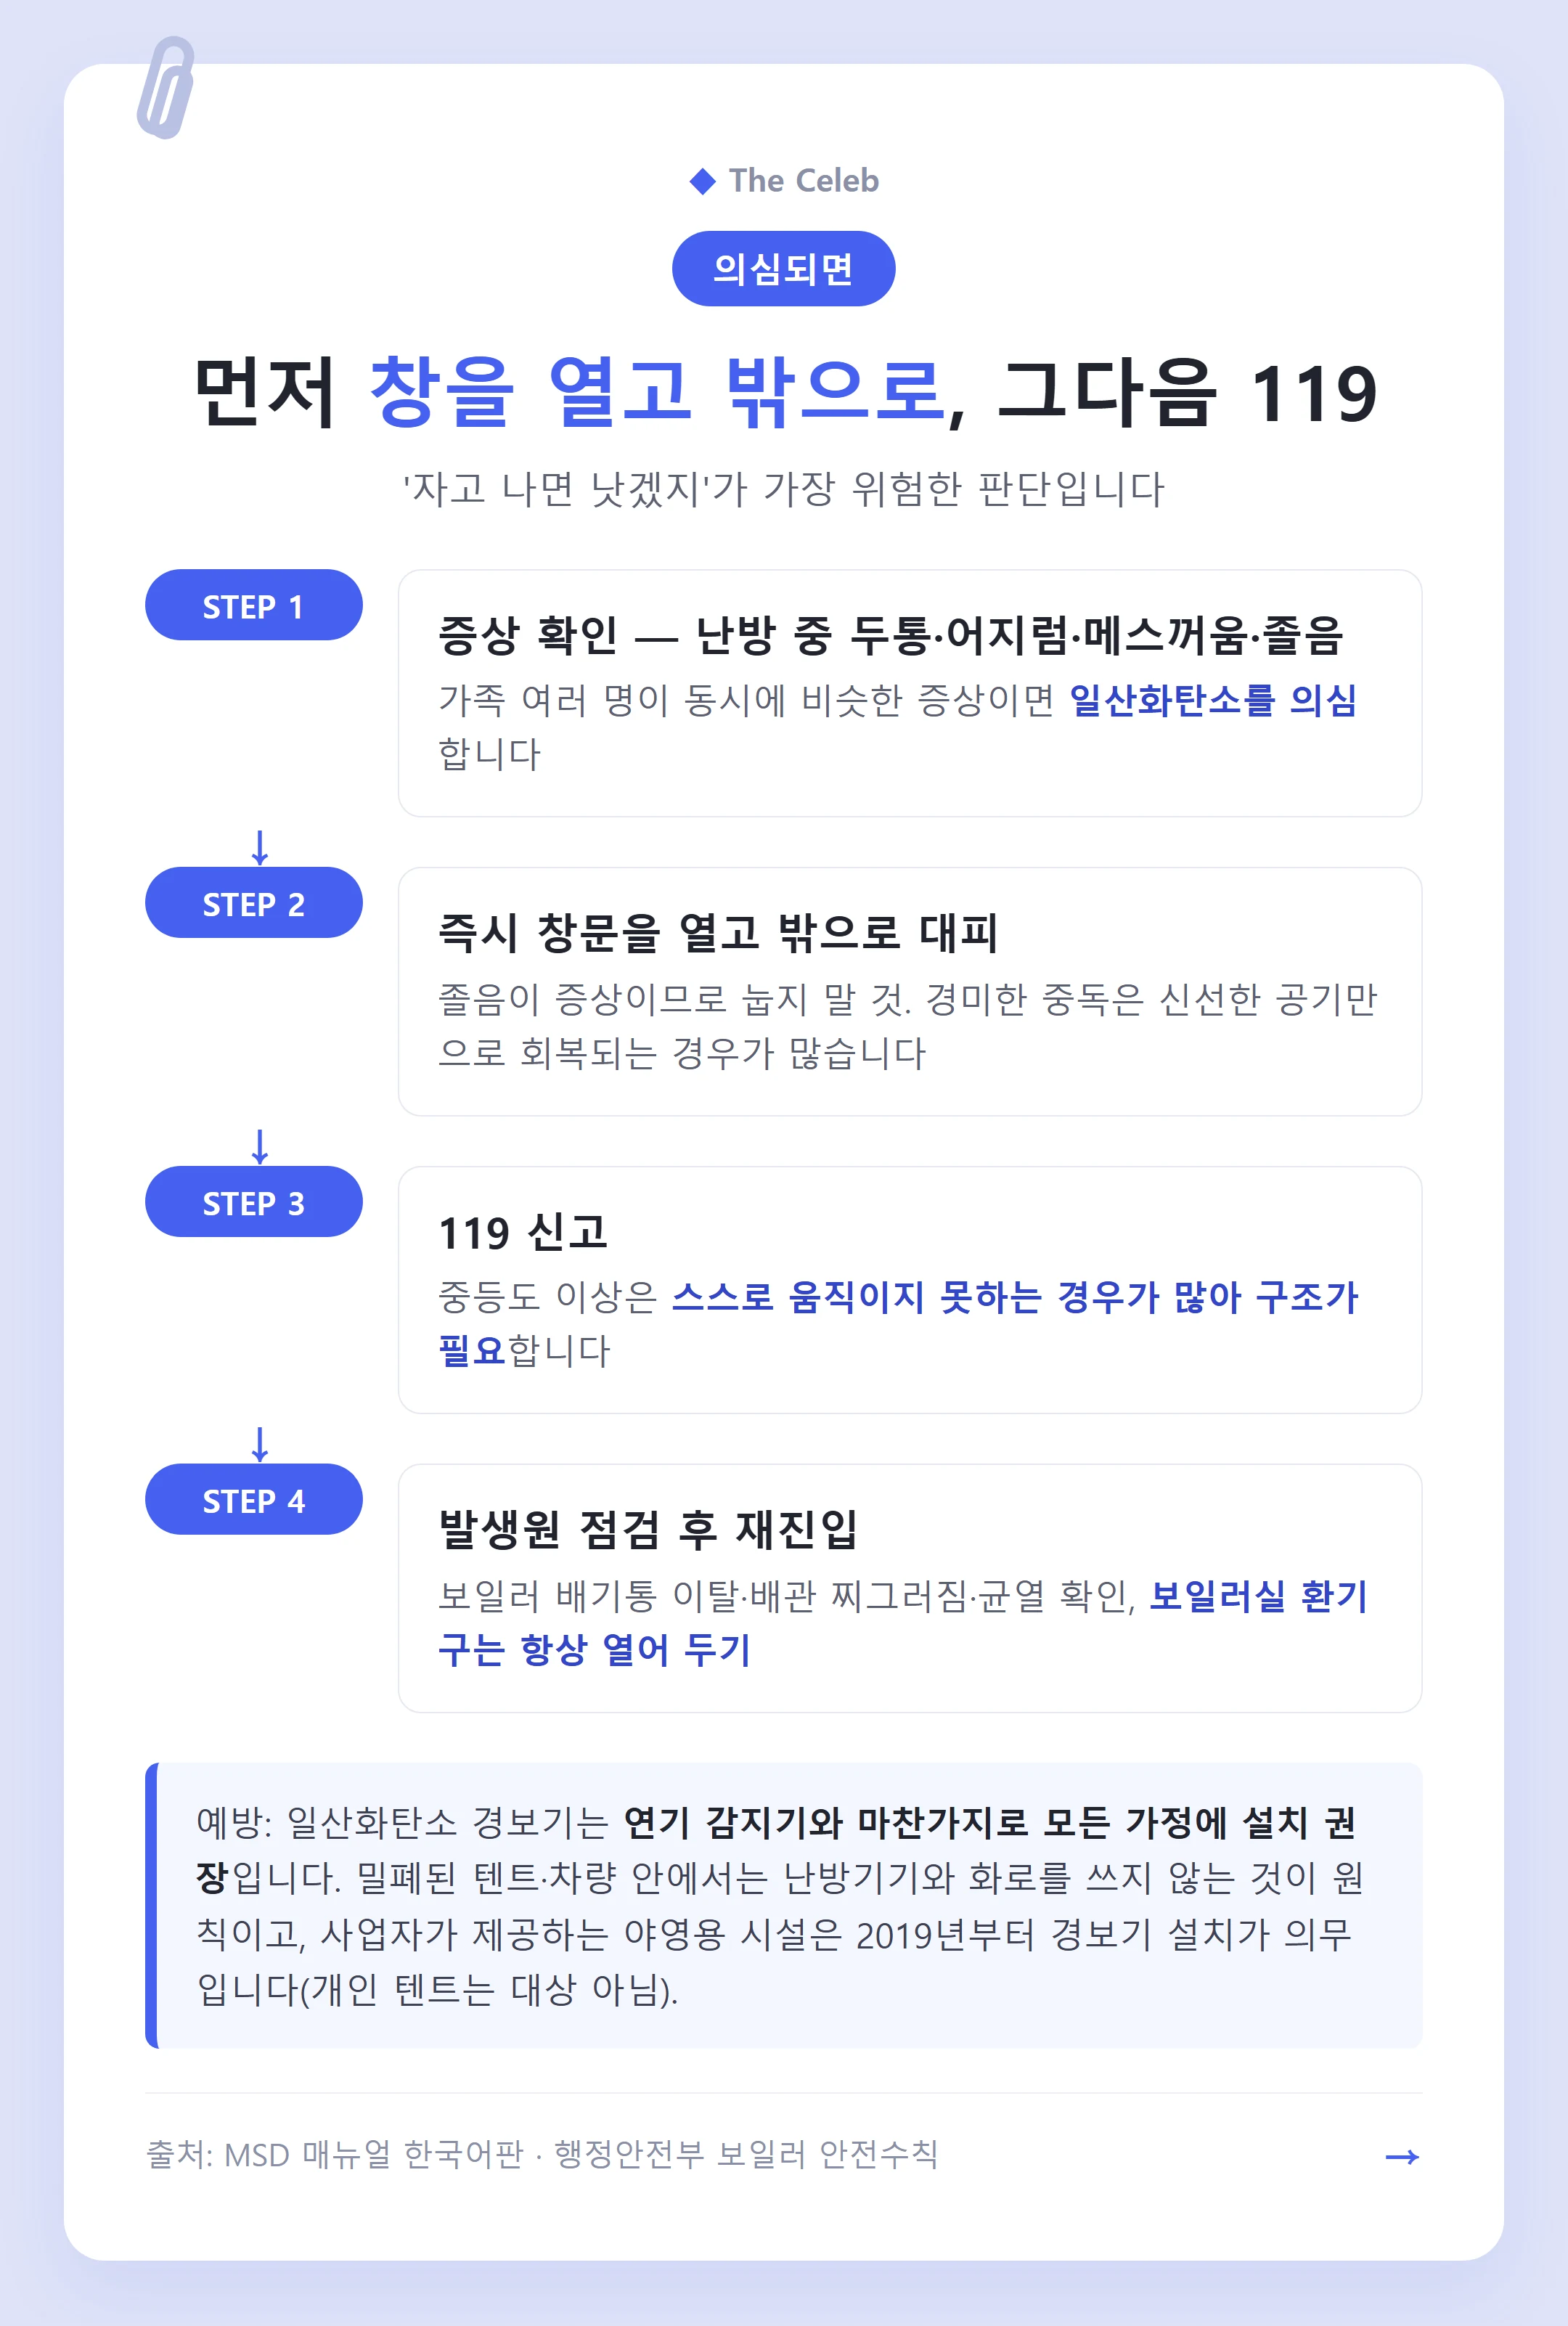 ◆ The Celeb
의심되면
먼저 창을 열고 밖으로, 그다음 119
'자고 나면 낫겠지'가 가장 위험한 판단입니다
STEP 1
증상 확인 — 난방 중 두통·어지럼·메스꺼움·졸음
가족 여러 명이 동시에 비슷한 증상이면 일산화탄소를 의심
합니다
↓
STEP 2
즉시 창문을 열고 밖으로 대피
졸음이 증상이므로 눕지 말 것. 경미한 중독은 신선한 공기만
으로 회복되는 경우가 많습니다
↓
STEP 3
119 신고
중등도 이상은 스스로 움직이지 못하는 경우가 많아 구조가
필요합니다
↓
STEP 4
발생원 점검 후 재진입
보일러 배기통 이탈·배관 찌그러짐·균열 확인, 보일러실 환기
구는 항상 열어 두기
예방: 일산화탄소 경보기는 연기 감지기와 마찬가지로 모든 가정에 설치 권
장입니다. 밀폐된 텐트·차량 안에서는 난방기기와 화로를 쓰지 않는 것이 원
칙이고, 사업자가 제공하는 야영용 시설은 2019년부터 경보기 설치가 의무
입니다(개인 텐트는 대상 아님).
출처: MSD 매뉴얼 한국어판 · 행정안전부 보일러 안전수칙
→